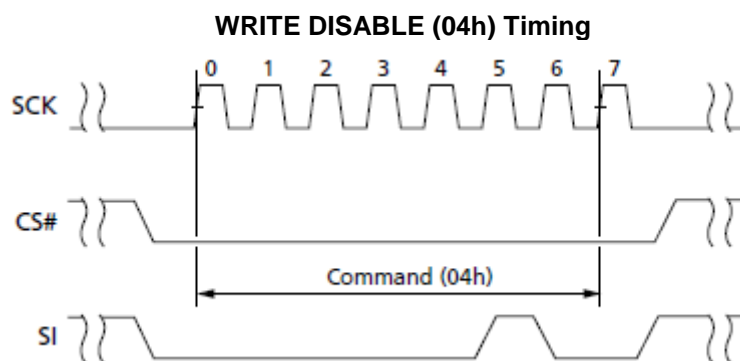 WRITE DISABLE (04h) Timing
0 1 2 3 4 5 6 7
SCK
CS#
Command (04h)
SI